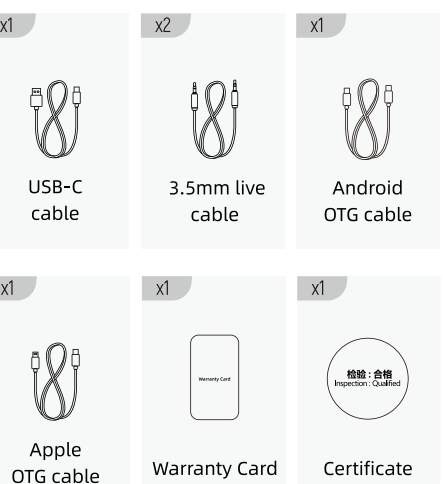 x1
x2
x1
USB-C
cable
3.5mm live
cable
Android
OTG cable
x1
x1
x1
Warranty Card
检验 : 合格
Inspection : Qualified
Apple
OTG cable
Warranty Card
Certificate